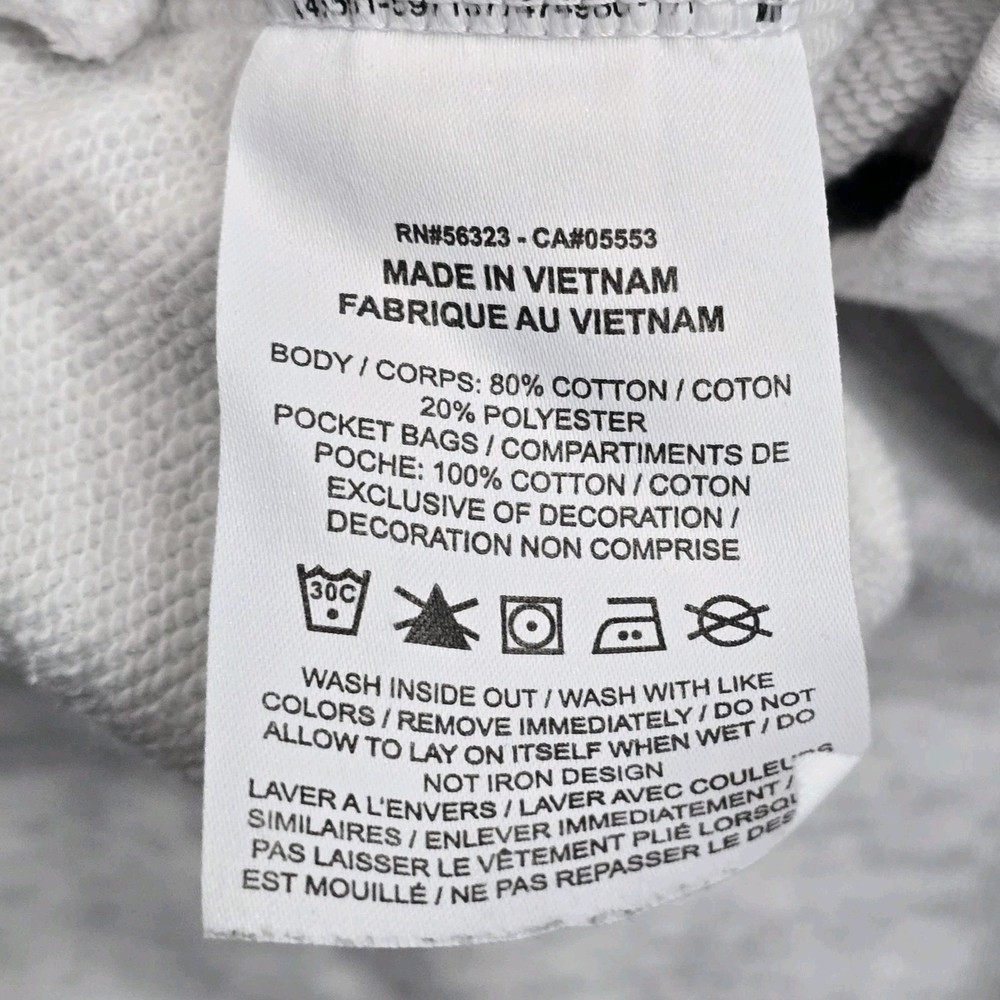 RN#56323 - CA#05553
MADE IN VIETNAM
FABRIQUE AU VIETNAM
BODY / CORPS: 80% COTTON / COTON
20% POLYESTER
POCKET BAGS / COMPARTIMENTS DE
POCHE: 100% COTTON / COTON
EXCLUSIVE OF DECORATION /
DECORATION NON COMPRISE
30C
WASH INSIDE OUT / WASH WITH LIKE
COLORS / REMOVE IMMEDIATELY / DO NOT
ALLOW TO LAY ON ITSELF WHEN WET / DO
NOT IRON DESIGN
LAVER A L'ENVERS / LAVER AVEC COULEURS
SIMILAIRES / ENLEVER IMMEDIATEMENT /
PAS LAISSER LE VÊTEMENT PLIÉ
EST MOUILLÉ / NE PAS REPASSER LE